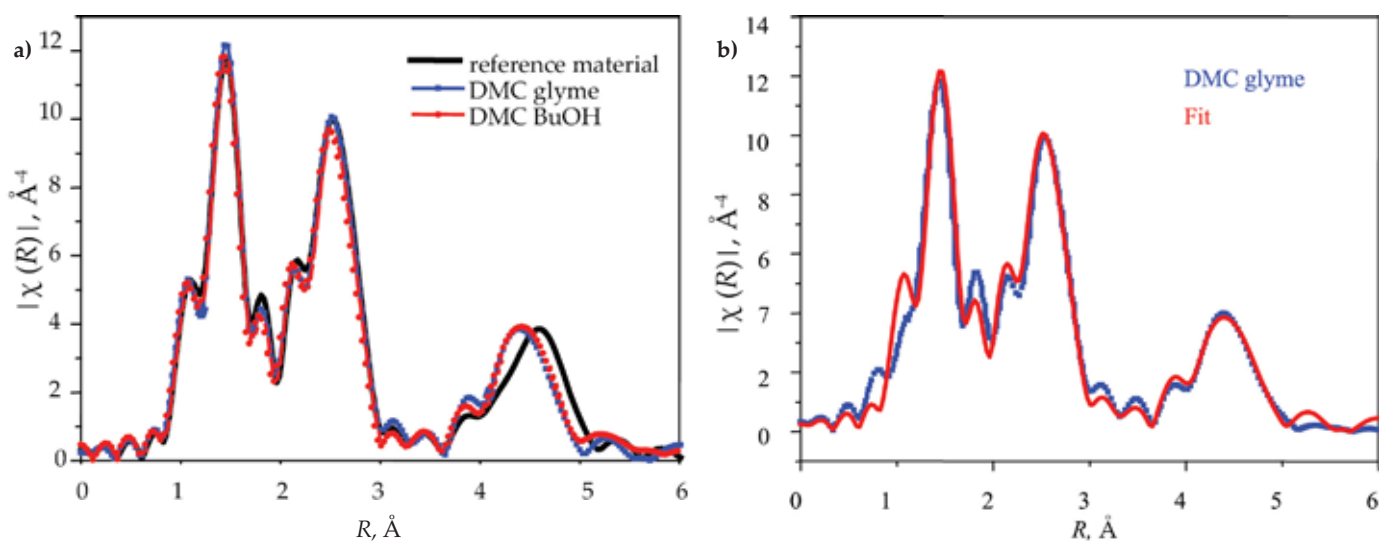 a)
12
10
12
6
4
2
0
|χ(R)|, Å⁻⁴
reference material
DMC glyme
DMC BuOH
0 1 2 3 4 5 6
R, Å
b)
14
12
10
8
6
7
2
0
|χ(R)|, Å⁻⁴
DMC glyme
Fit
0 1 2 3 4 5 6
R, Å